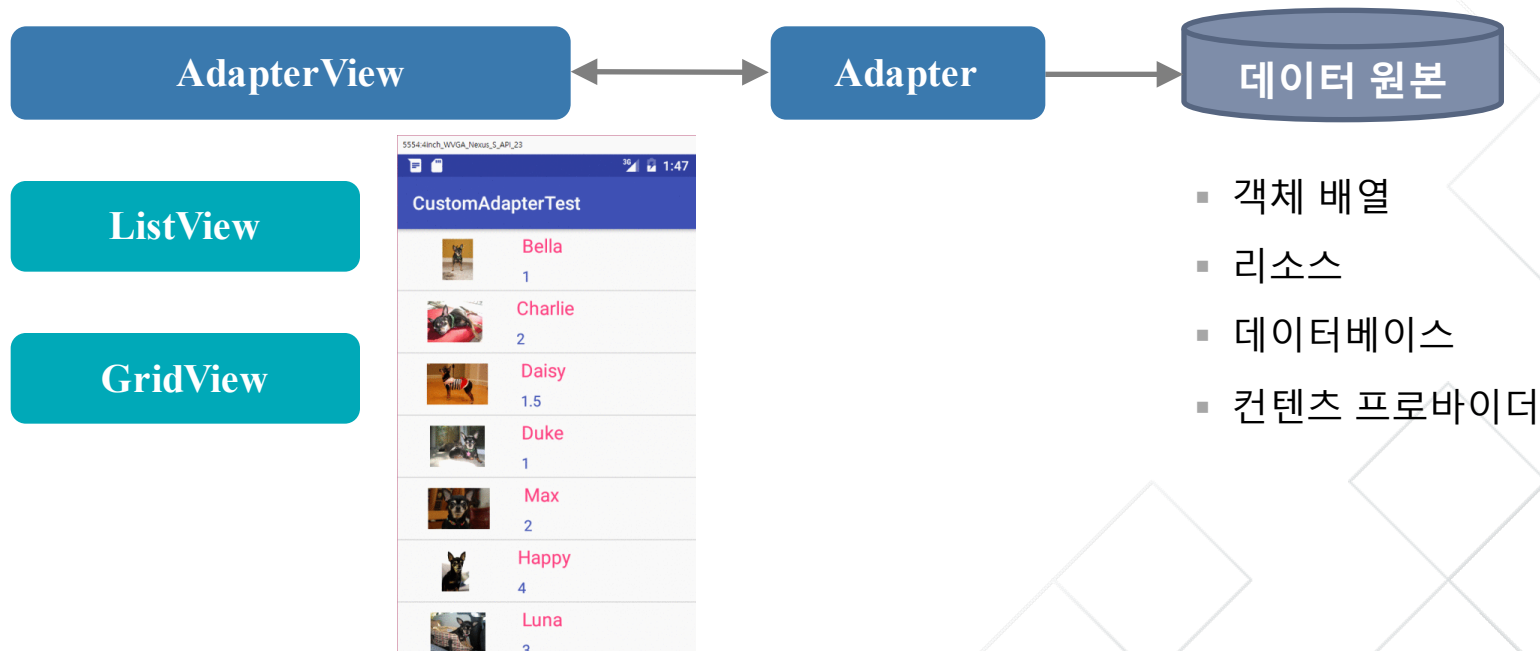 AdapterView
Adapter
데이터 원본
ListView
GridView
5554:4inch_WVGA_Nexus_S_API_23
3G 1:47
CustomAdapterTest
Bella
1
Charlie
2
Daisy
1.5
Duke
1
Max
2
Happy
4
Luna
3
▪ 객체 배열
▪ 리소스
▪ 데이터베이스
▪ 컨텐츠 프로바이더